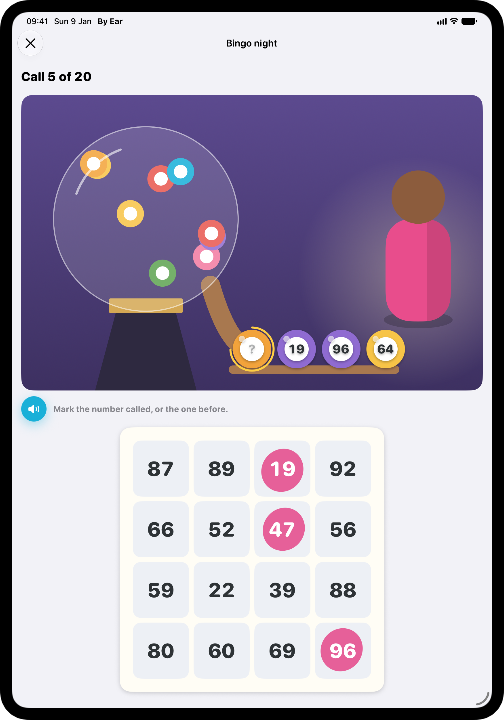 09:41 Sun 9 Jan By Ear
Bingo night
Call 5 of 20
? 19 96 64
Mark the number called, or the one before.
87 89 19 92
66 52 47 56
59 22 39 88
80 60 69 96